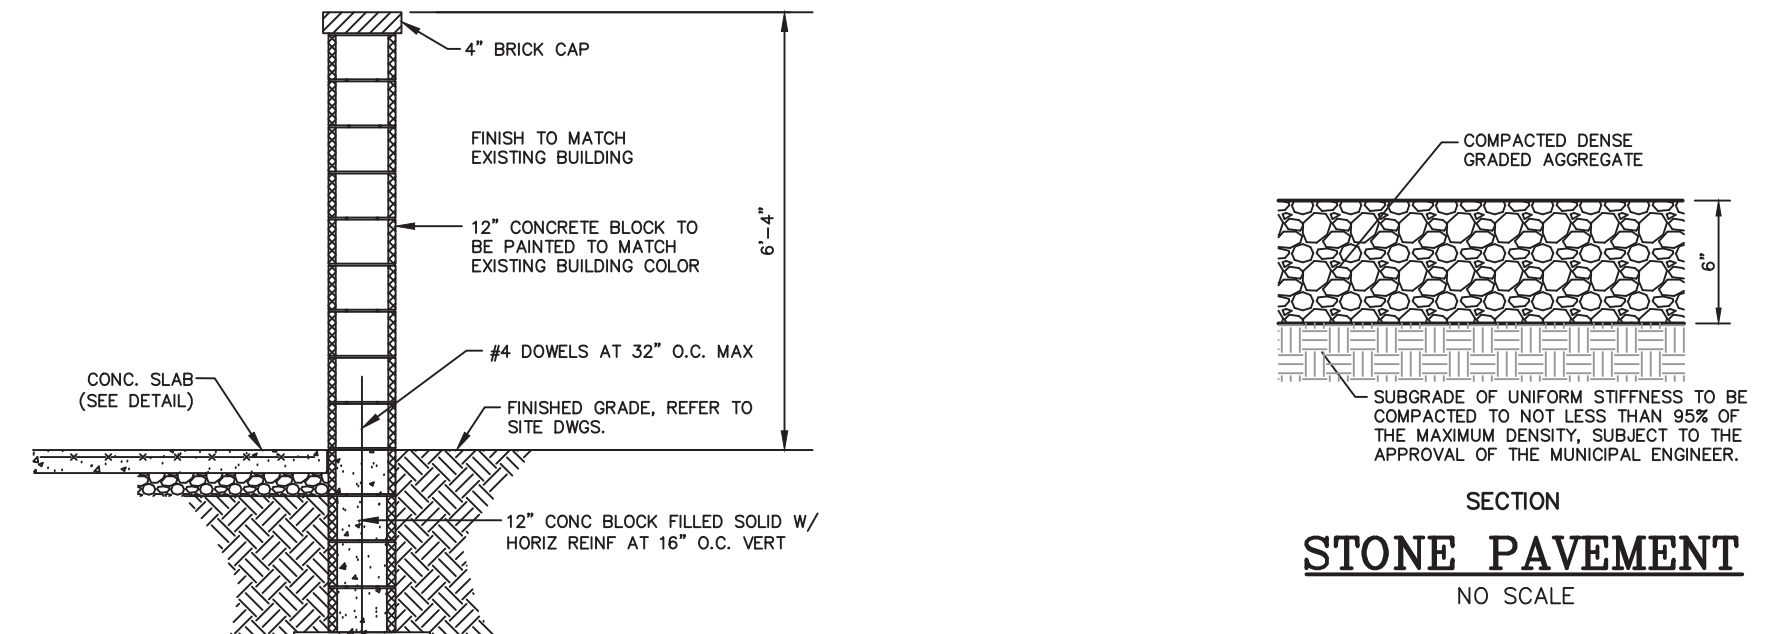 4" BRICK CAP
FINISH TO MATCH
EXISTING BUILDING
12" CONCRETE BLOCK TO
BE PAINTED TO MATCH
EXISTING BUILDING COLOR
6'-4"
#4 DOWELS AT 32" O.C. MAX
CONC. SLAB
(SEE DETAIL)
FINISHED GRADE, REFER TO
SITE DWGS.
12" CONC BLOCK FILLED SOLID W/
HORIZ REINF AT 16" O.C. VERT
COMPACTED DENSE
GRADED AGGREGATE
6"
SUBGRADE OF UNIFORM STIFFNESS TO BE
COMPACTED TO NOT LESS THAN 95% OF
THE MAXIMUM DENSITY, SUBJECT TO THE
APPROVAL OF THE MUNICIPAL ENGINEER.
SECTION
STONE PAVEMENT
NO SCALE